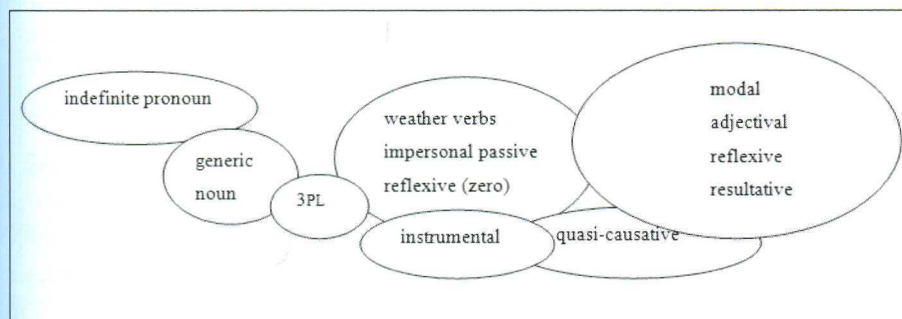 indefinite pronoun
generic
noun
3PL
weather verbs
impersonal passive
reflexive (zero)
instrumental
quasi-causative
modal
adjectival
reflexive
resultative